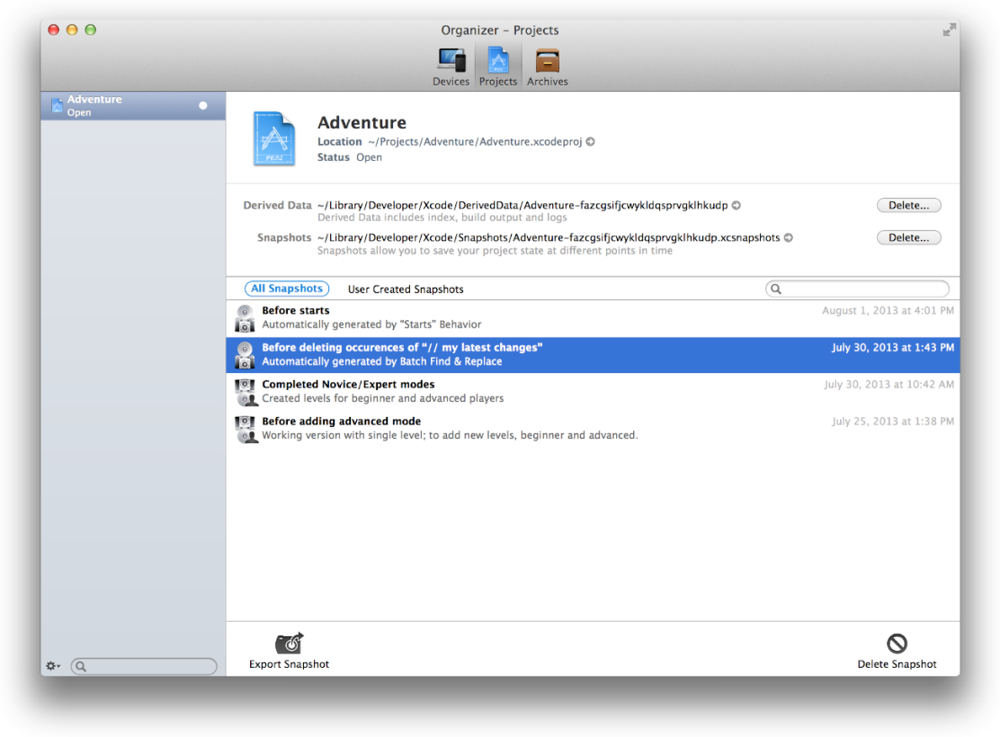 Organizer – Projects
Devices
Projects
Archives
Adventure
Open
PROJ
Adventure
Location ~/Projects/Adventure/Adventure.xcodeproj
Status Open
Derived Data ~/Library/Developer/Xcode/DerivedData/Adventure-fazcgsifjcwykldqsprvgklhkudp
Delete...
Derived Data includes index, build output and logs
Snapshots ~/Library/Developer/Xcode/Snapshots/Adventure-fazcgsifjcwykldqsprvgklhkudp.xcsnapshots
Delete...
Snapshots allow you to save your project state at different points in time
All Snapshots
User Created Snapshots
Before starts
August 1, 2013 at 4:01 PM
Automatically generated by "Starts" Behavior
Before deleting occurences of “// my latest changes”
July 30, 2013 at 1:43 PM
Automatically generated by Batch Find & Replace
Completed Novice/Expert modes
July 30, 2013 at 10:42 AM
Created levels for beginner and advanced players
Before adding advanced mode
July 25, 2013 at 1:38 PM
Working version with single level; to add new levels, beginner and advanced.
Export Snapshot
Delete Snapshot